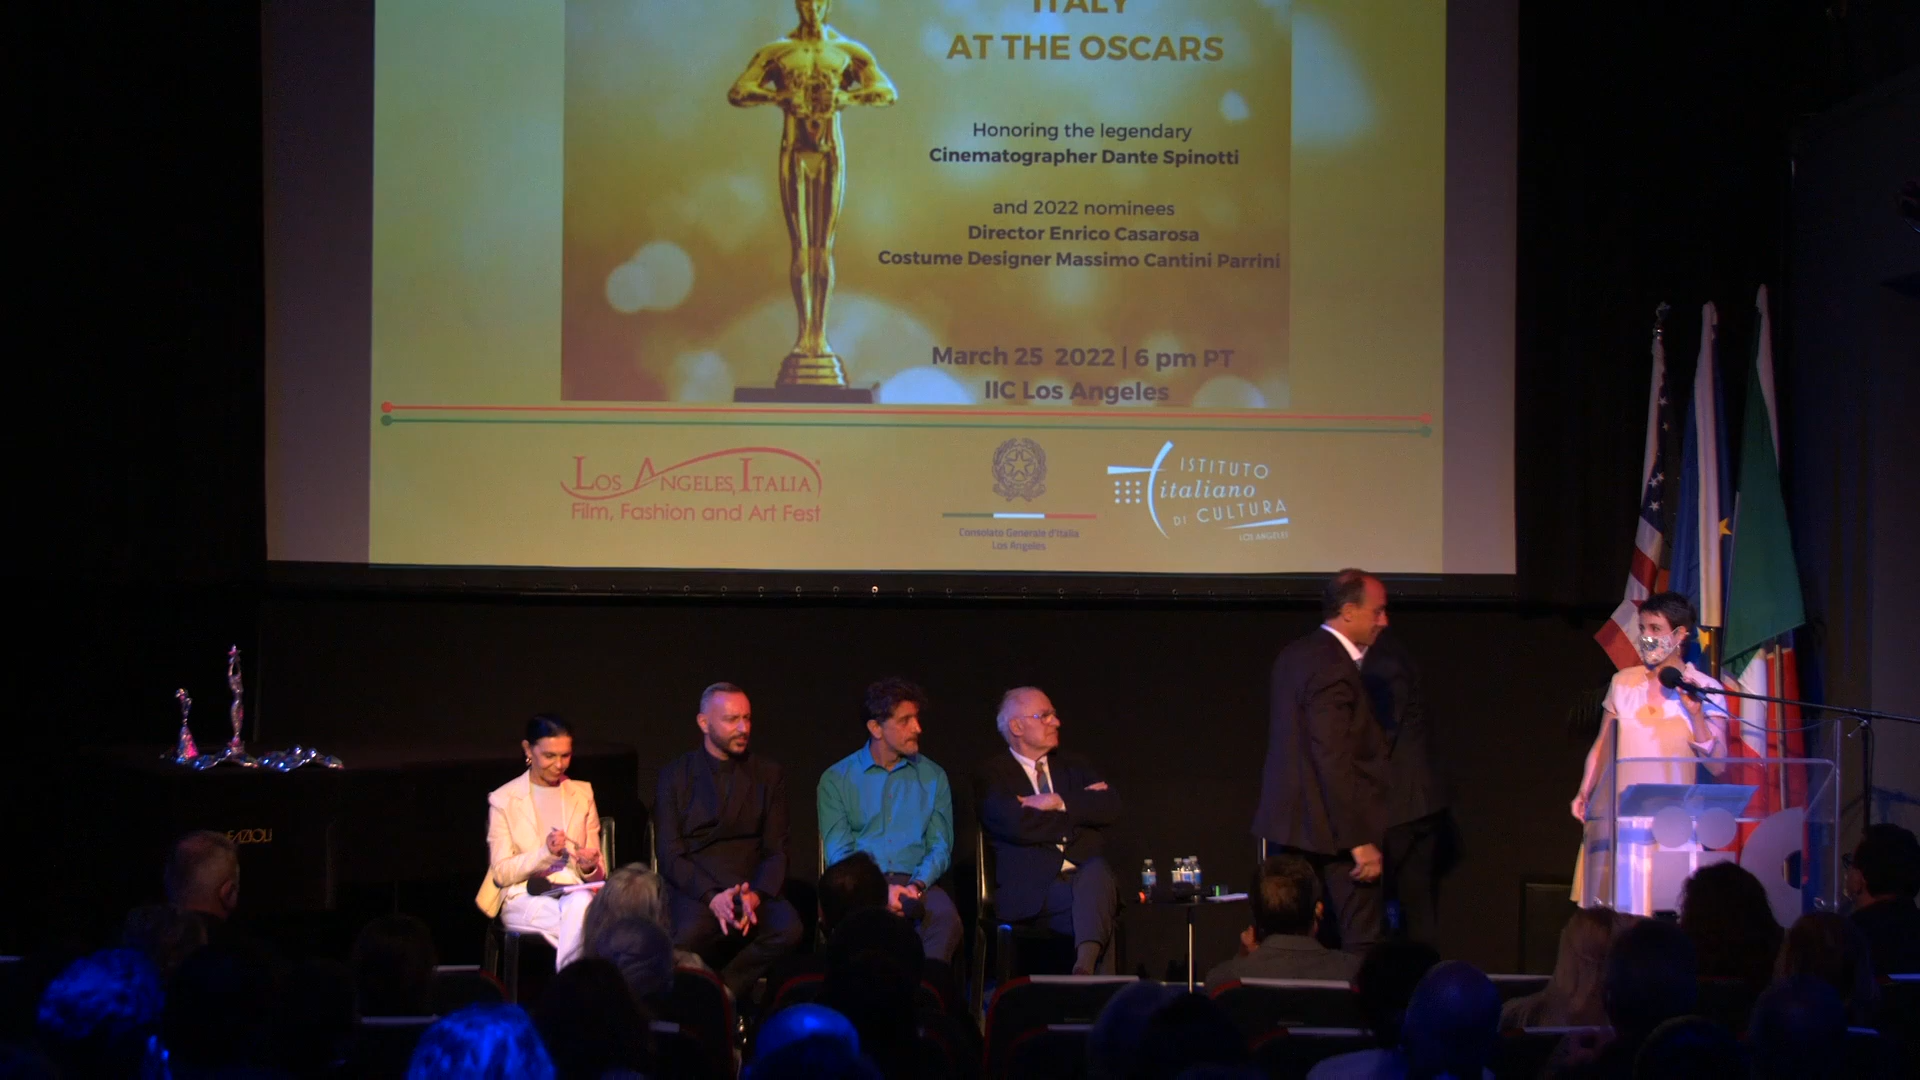 ITALY
AT THE OSCARS
Honoring the legendary
Cinematographer Dante Spinotti
and 2022 nominees
Director Enrico Casarosa
Costume Designer Massimo Cantini Parrini
March 25 2022 | 6 pm PT
IIC Los Angeles
LOS ANGELES, ITALIA
Film, Fashion and Art Fest
Consolato Generale d'Italia
Los Angeles
ISTITUTO
italiano
DI CULTURA
LOS ANGELES
FAZIOLI